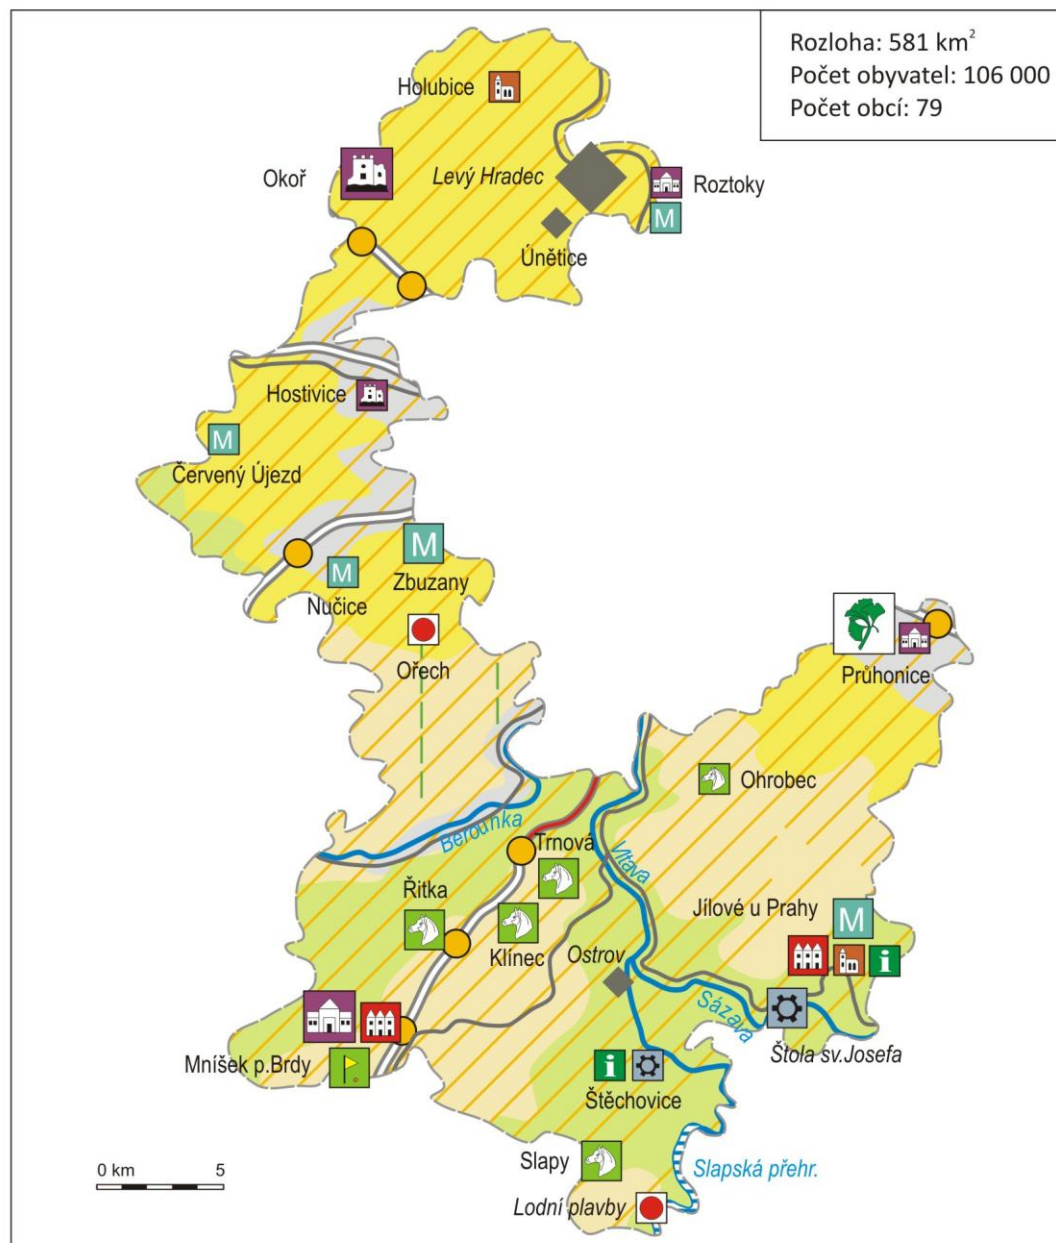 Rozloha: 581 km²
Počet obyvatel: 106 000
Počet obcí: 79
Holubice
Okoř
Levý Hradec
Roztoky
M
Únětice
Hostivice
M
Červený Újezd
M
Zbuzany
M
Nučice
Ořech
Průhonice
Ohrobec
Berounka
Trnová
Vltava
Řitka
Klínec
Jílové u Prahy
M
Ostrov
i
Sázava
Štola sv.Josefa
Mníšek p.Brdy
i
Štěchovice
Slapy
Slapská přehr.
Lodní plavby
0 km 5